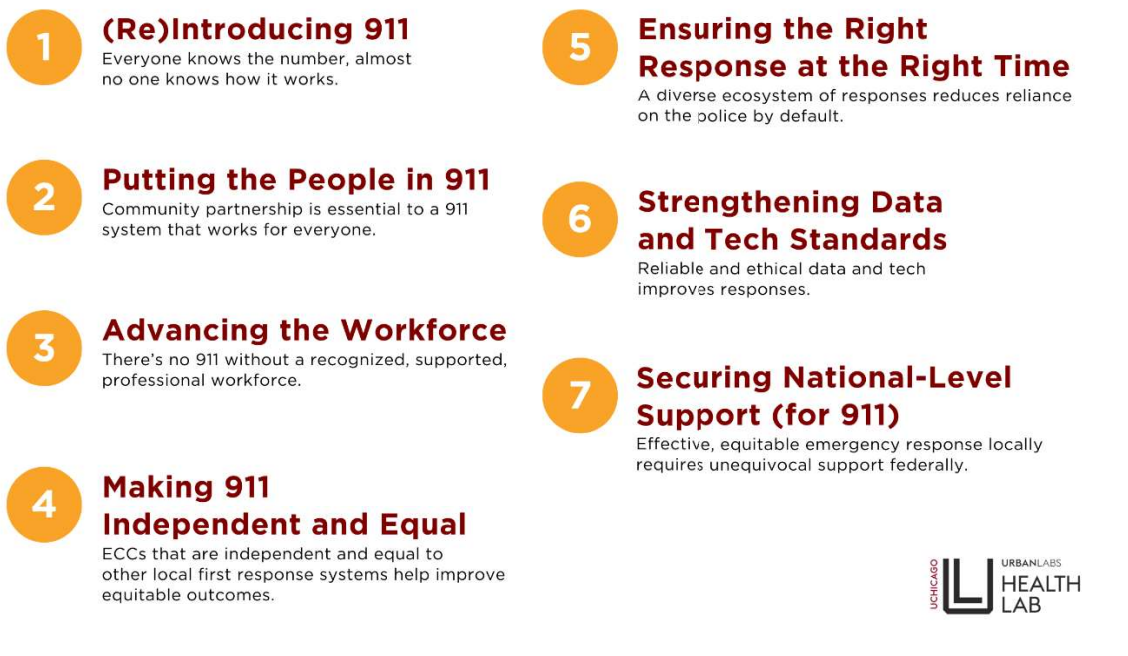 1
(Re)Introducing 911
Everyone knows the number, almost
no one knows how it works.
2
Putting the People in 911
Community partnership is essential to a 911
system that works for everyone.
3
Advancing the Workforce
There's no 911 without a recognized, supported,
professional workforce.
4
Making 911
Independent and Equal
ECCs that are independent and equal to
other local first response systems help improve
equitable outcomes.
5
Ensuring the Right
Response at the Right Time
A diverse ecosystem of responses reduces reliance
on the police by default.
6
Strengthening Data
and Tech Standards
Reliable and ethical data and tech
improves responses.
7
Securing National-Level
Support (for 911)
Effective, equitable emergency response locally
requires unequivocal support federally.
UCHICAGO
URBANLABS
HEALTH
LAB